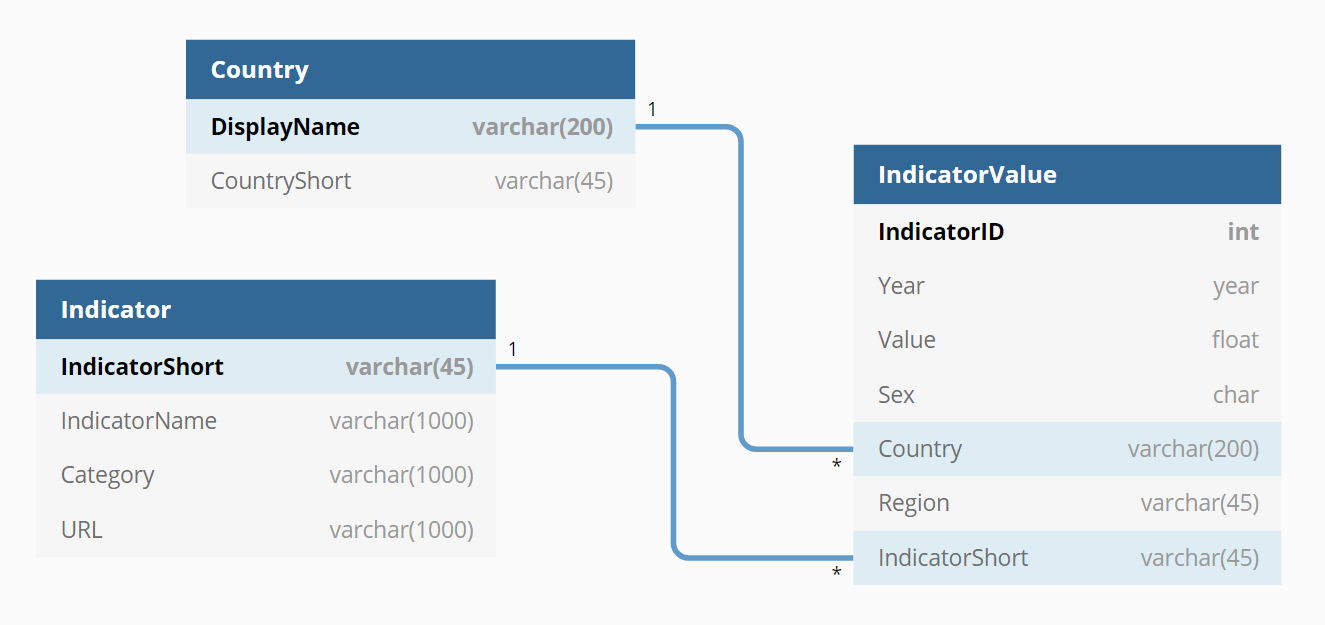 Country
DisplayName varchar(200)
CountryShort varchar(45)
1
Indicator
IndicatorShort varchar(45)
IndicatorName varchar(1000)
Category varchar(1000)
URL varchar(1000)
1
IndicatorValue
IndicatorID int
Year year
Value float
Sex char
Country varchar(200)
Region varchar(45)
IndicatorShort varchar(45)
*
*